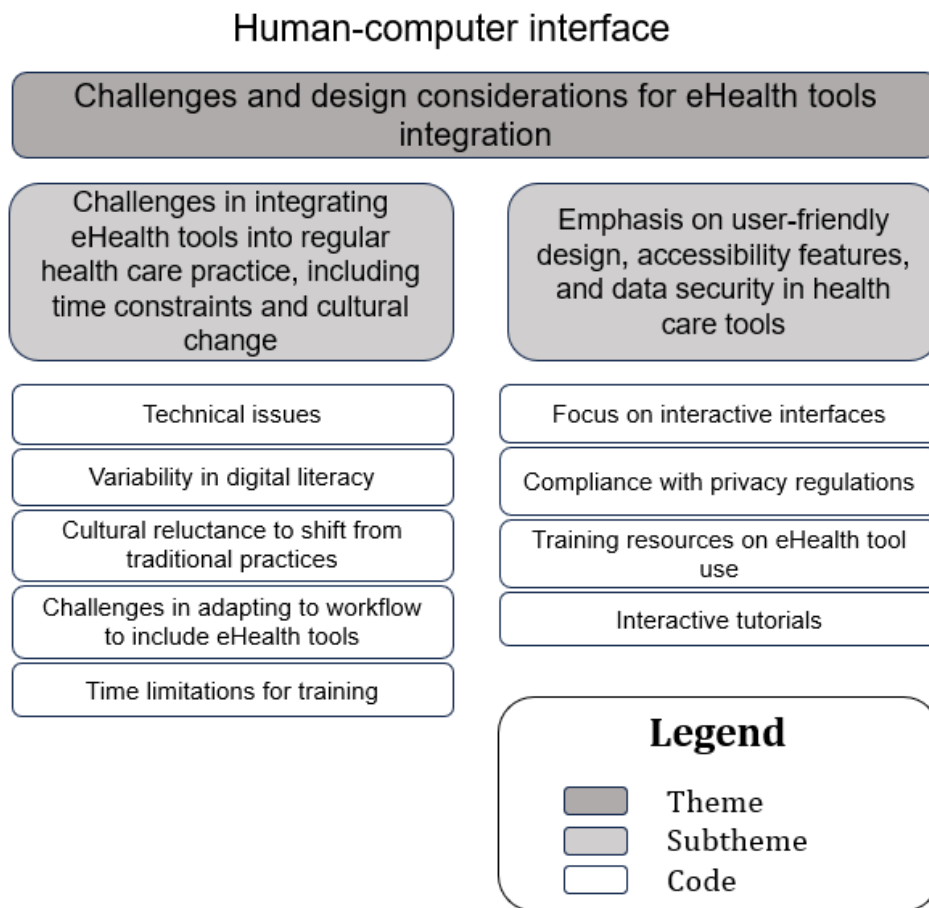 Human-computer interface
Challenges and design considerations for eHealth tools
integration
Challenges in integrating
eHealth tools into regular
health care practice, including
time constraints and cultural
change
Technical issues
Variability in digital literacy
Cultural reluctance to shift from
traditional practices
Challenges in adapting to workflow
to include eHealth tools
Time limitations for training
Emphasis on user-friendly
design, accessibility features,
and data security in health
care tools
Focus on interactive interfaces
Compliance with privacy regulations
Training resources on eHealth tool
use
Interactive tutorials
Legend
Theme
Subtheme
Code